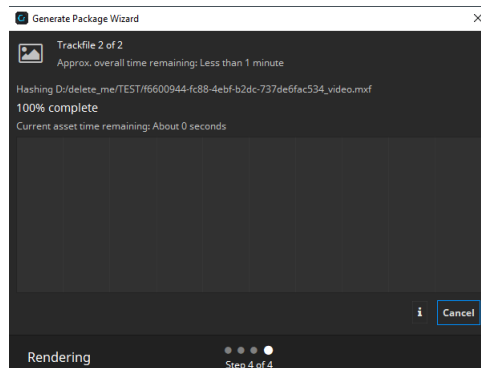 Generate Package Wizard
Trackfile 2 of 2
Approx. overall time remaining: Less than 1 minute
Hashing D:/delete_me/TEST/f6600944-fc88-4ebf-b2dc-737de6fac534_video.mxf
100% complete
Current asset time remaining: About 0 seconds
i
Cancel
Rendering
Step 4 of 4